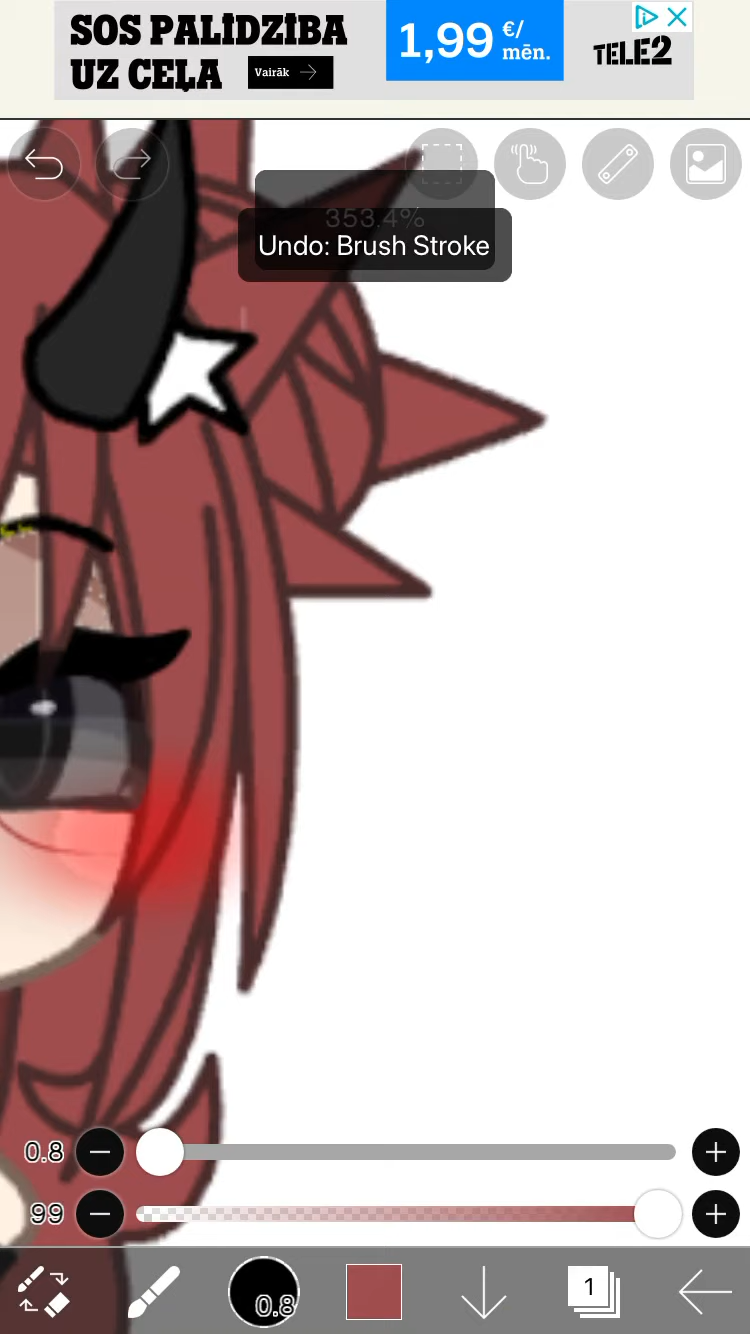 SOS PALĪDZĪBA
UZ CEĻA
Vairāk
1,99 €/mēn.
TELE2
353.4%
Undo: Brush Stroke
0.8
99
0.8
1